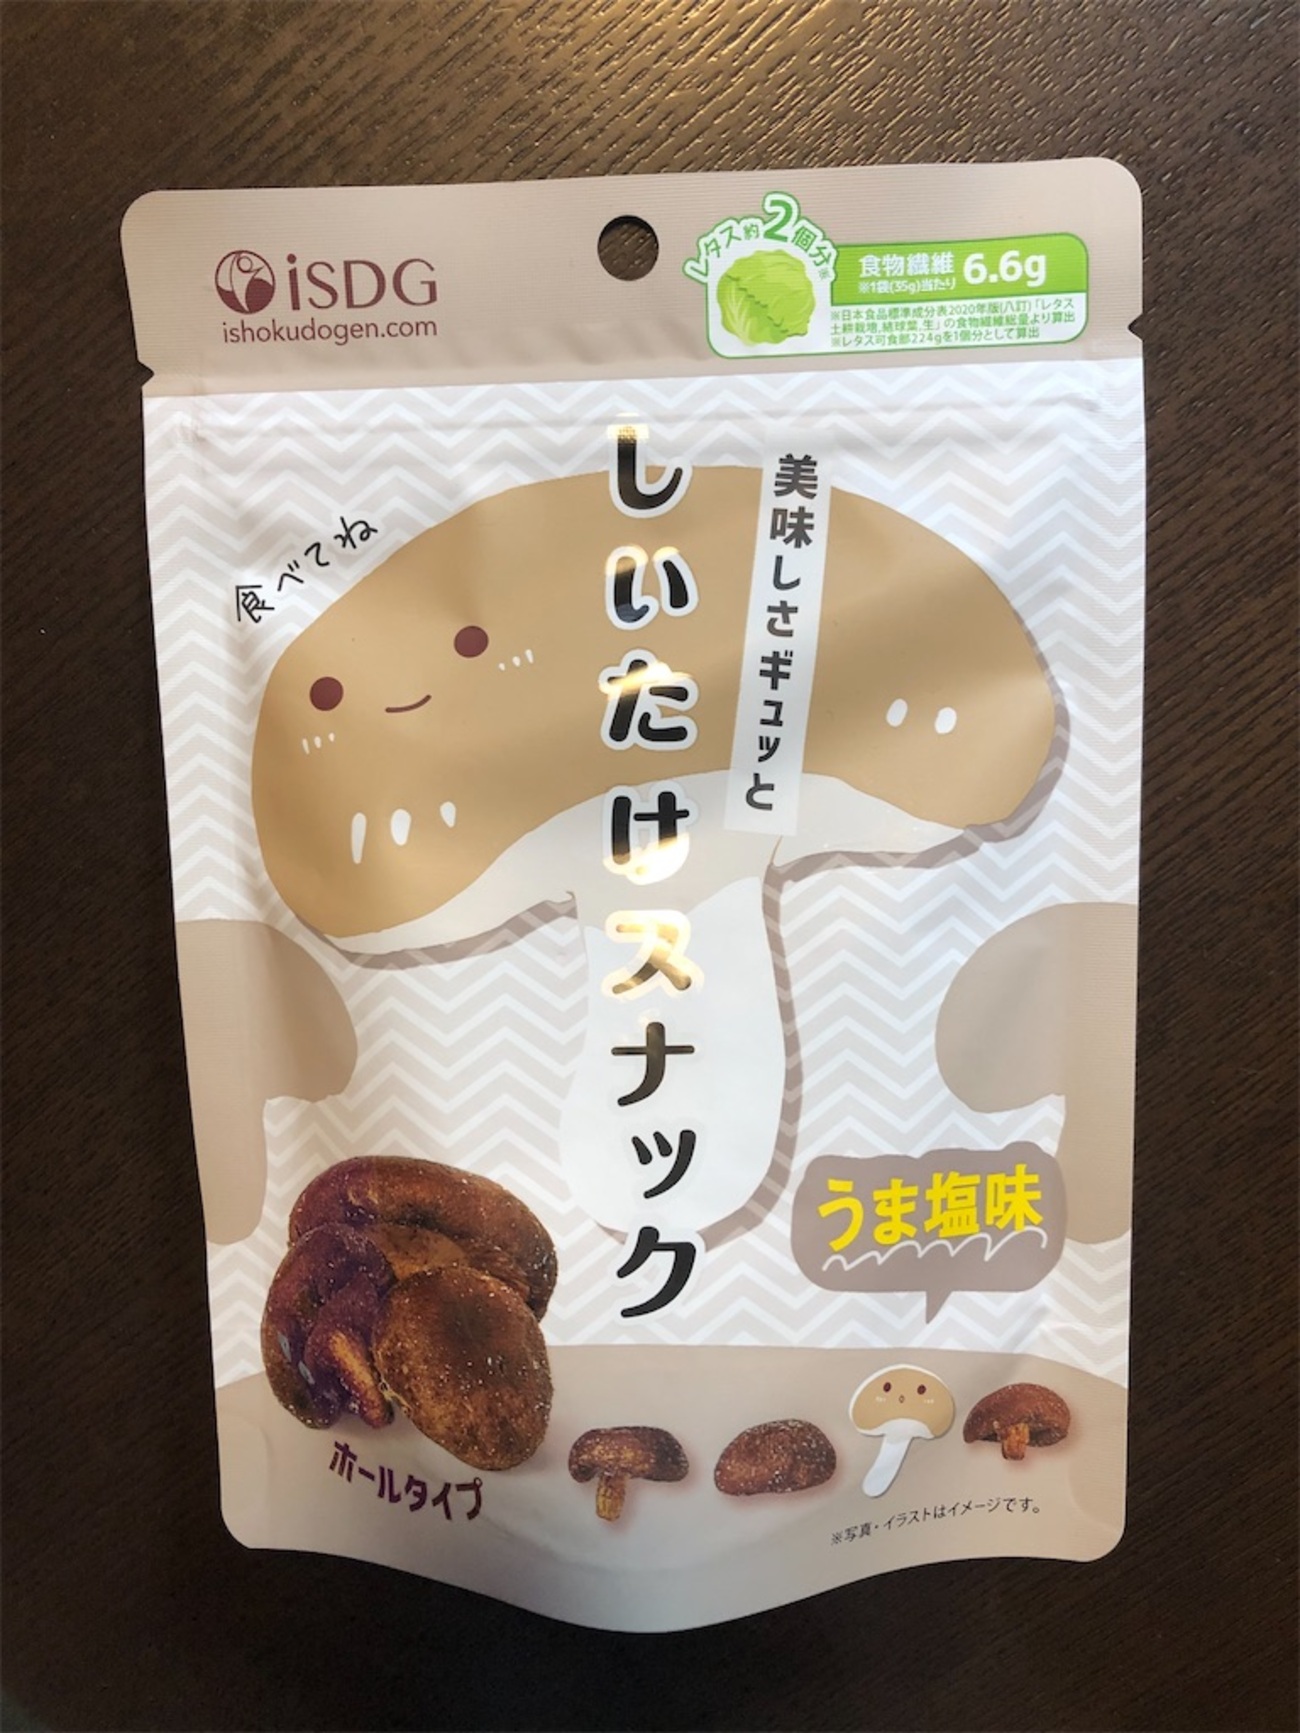 iSDG
ishokudogen.com
レタス約2個分※
食物繊維 6.6g
※1袋(35g)当たり
※日本食品標準成分表2020年版(八訂)「レタス
土耕栽培,結球葉,生」の食物繊維総量より算出
※レタス可食部224gを1個分として算出
美味しさギュッと
しいたけスナック
食べてね
うま塩味
ホールタイプ
※写真・イラストはイメージです。